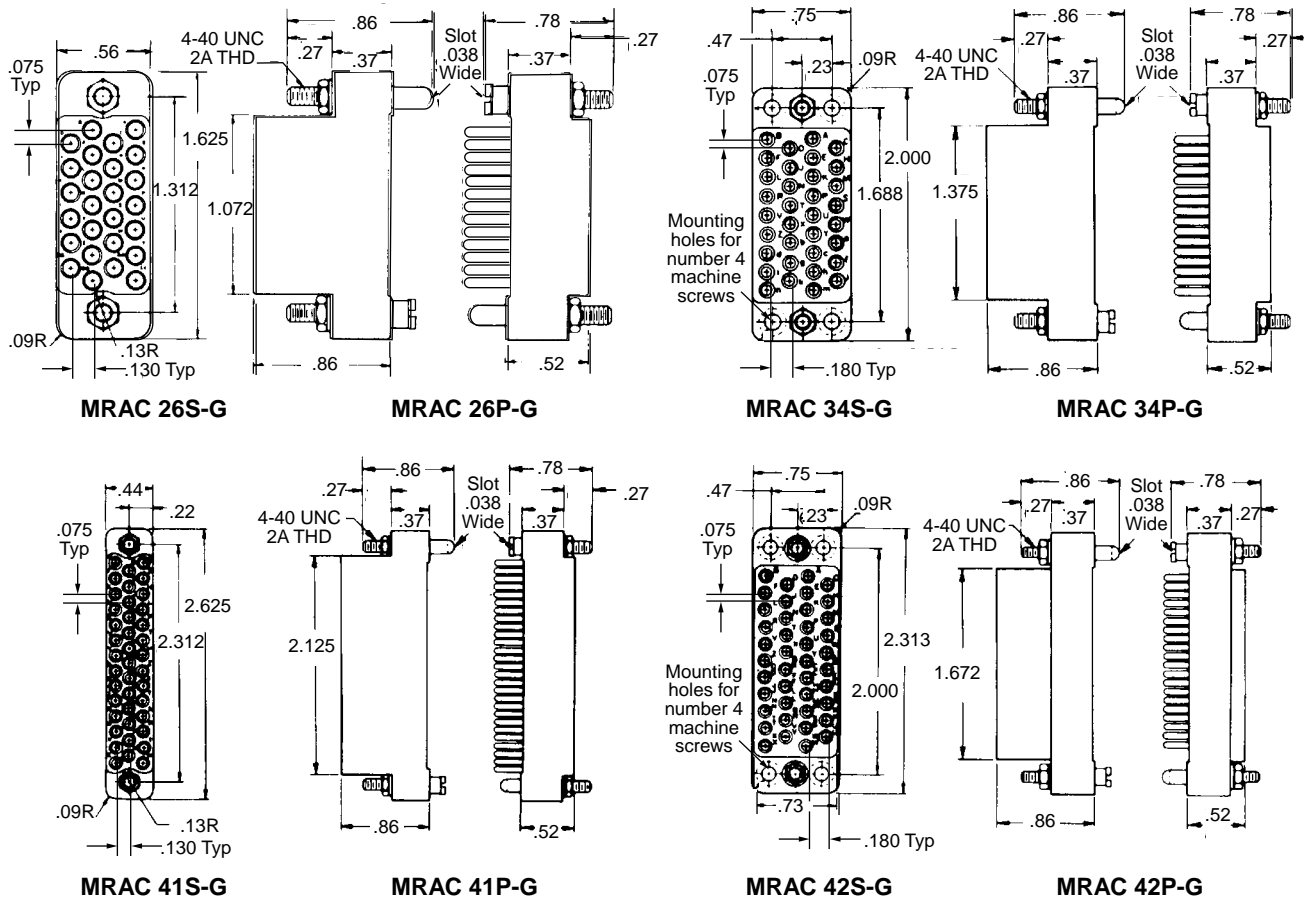 .86
.78
4-40 UNC
2A THD
.27
.37
Slot
.038
Wide
.37
.27
.56
.075
Typ
1.625
1.312
1.072
.09R
.13R
.130 Typ
.86
.52
MRAC 26S-G
MRAC 26P-G
.75
.47
.23
.09R
.075
Typ
2.000
1.688
Mounting
holes for
number 4
machine
screws
.180 Typ
4-40 UNC
2A THD
.86
.27
.37
Slot
.038
Wide
.78
.37
.27
1.375
.86
.52
MRAC 34S-G
MRAC 34P-G
.44
.22
.075
Typ
2.625
2.312
.09R
.13R
.130 Typ
.86
.27
.37
4-40 UNC
2A THD
Slot
.038
Wide
.78
.37
.27
2.125
.86
.52
MRAC 41S-G
MRAC 41P-G
.75
.47
.23
.09R
.075
Typ
2.313
2.000
Mounting
holes for
number 4
machine
screws
.73
.180 Typ
.86
.27
.37
4-40 UNC
2A THD
Slot
.038
Wide
.78
.37
.27
1.672
.86
.52
MRAC 42S-G
MRAC 42P-G